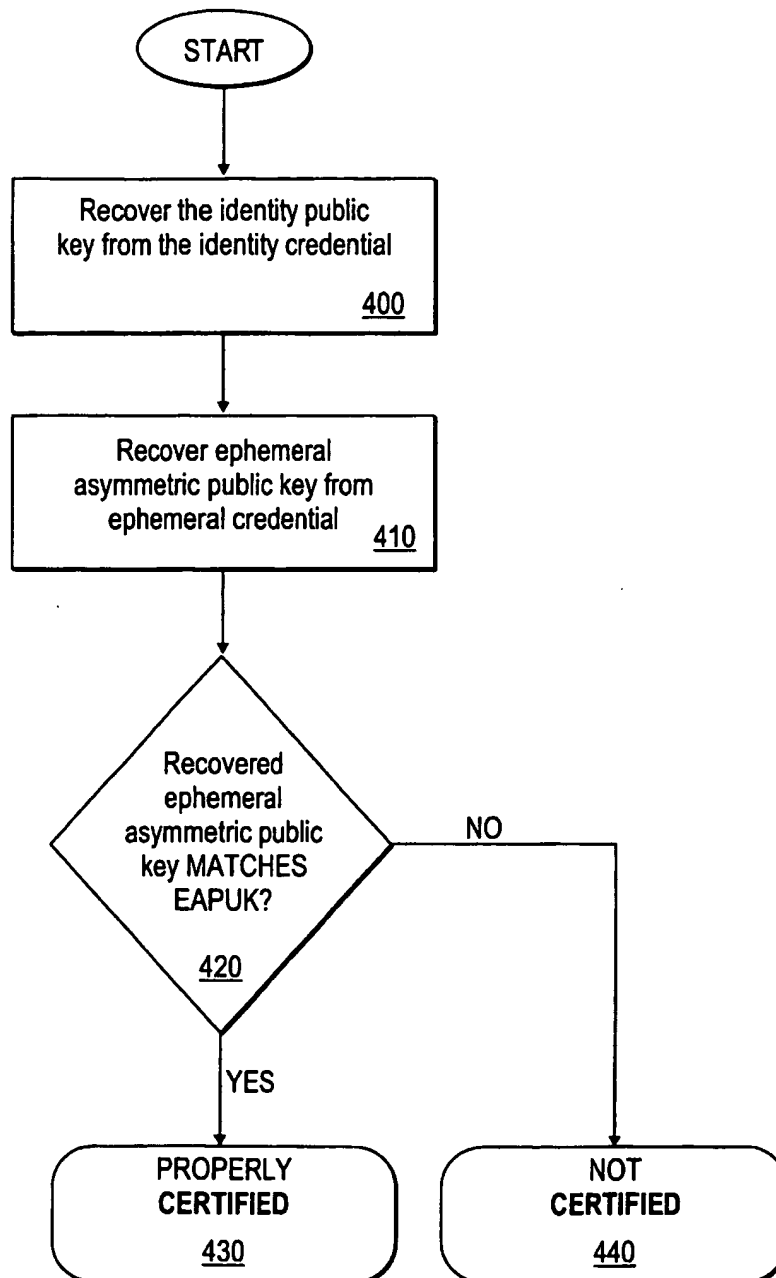 START
Recover the identity public
key from the identity credential
400
Recover ephemeral
asymmetric public key from
ephemeral credential
410
Recovered
ephemeral
asymmetric public
key MATCHES
EAPUK?
420
NO
YES
PROPERLY
CERTIFIED
430
NOT
CERTIFIED
440